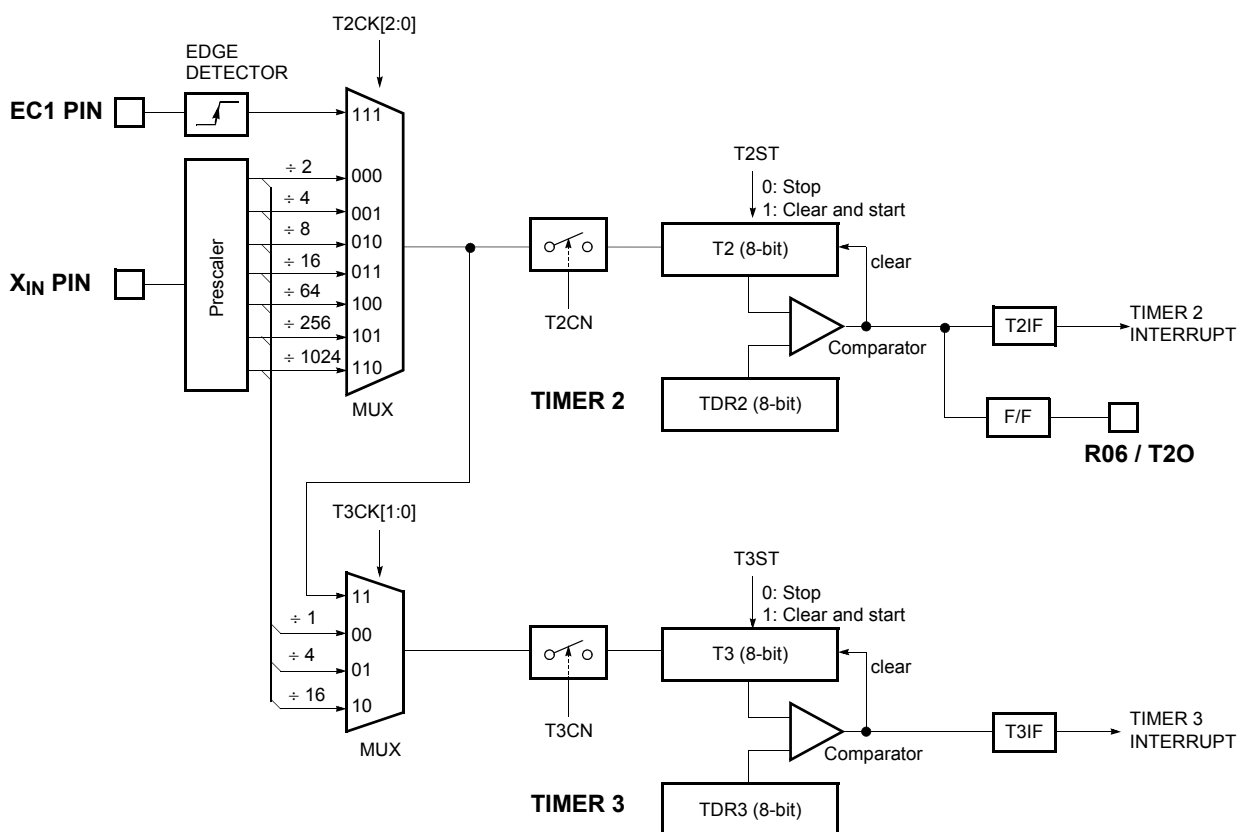 T2CK[2:0]
EDGE
DETECTOR
EC1 PIN
111
÷ 2
000
÷ 4
001
÷ 8
010
÷ 16
011
÷ 64
100
÷ 256
101
÷ 1024
110
XIN PIN
Prescaler
MUX
T2CN
TIMER 2
T2ST
0: Stop
1: Clear and start
T2 (8-bit)
clear
Comparator
TDR2 (8-bit)
T2IF
TIMER 2
INTERRUPT
F/F
R06 / T2O
T3CK[1:0]
11
÷ 1
00
÷ 4
01
÷ 16
10
MUX
T3CN
TIMER 3
T3ST
0: Stop
1: Clear and start
T3 (8-bit)
clear
Comparator
TDR3 (8-bit)
T3IF
TIMER 3
INTERRUPT